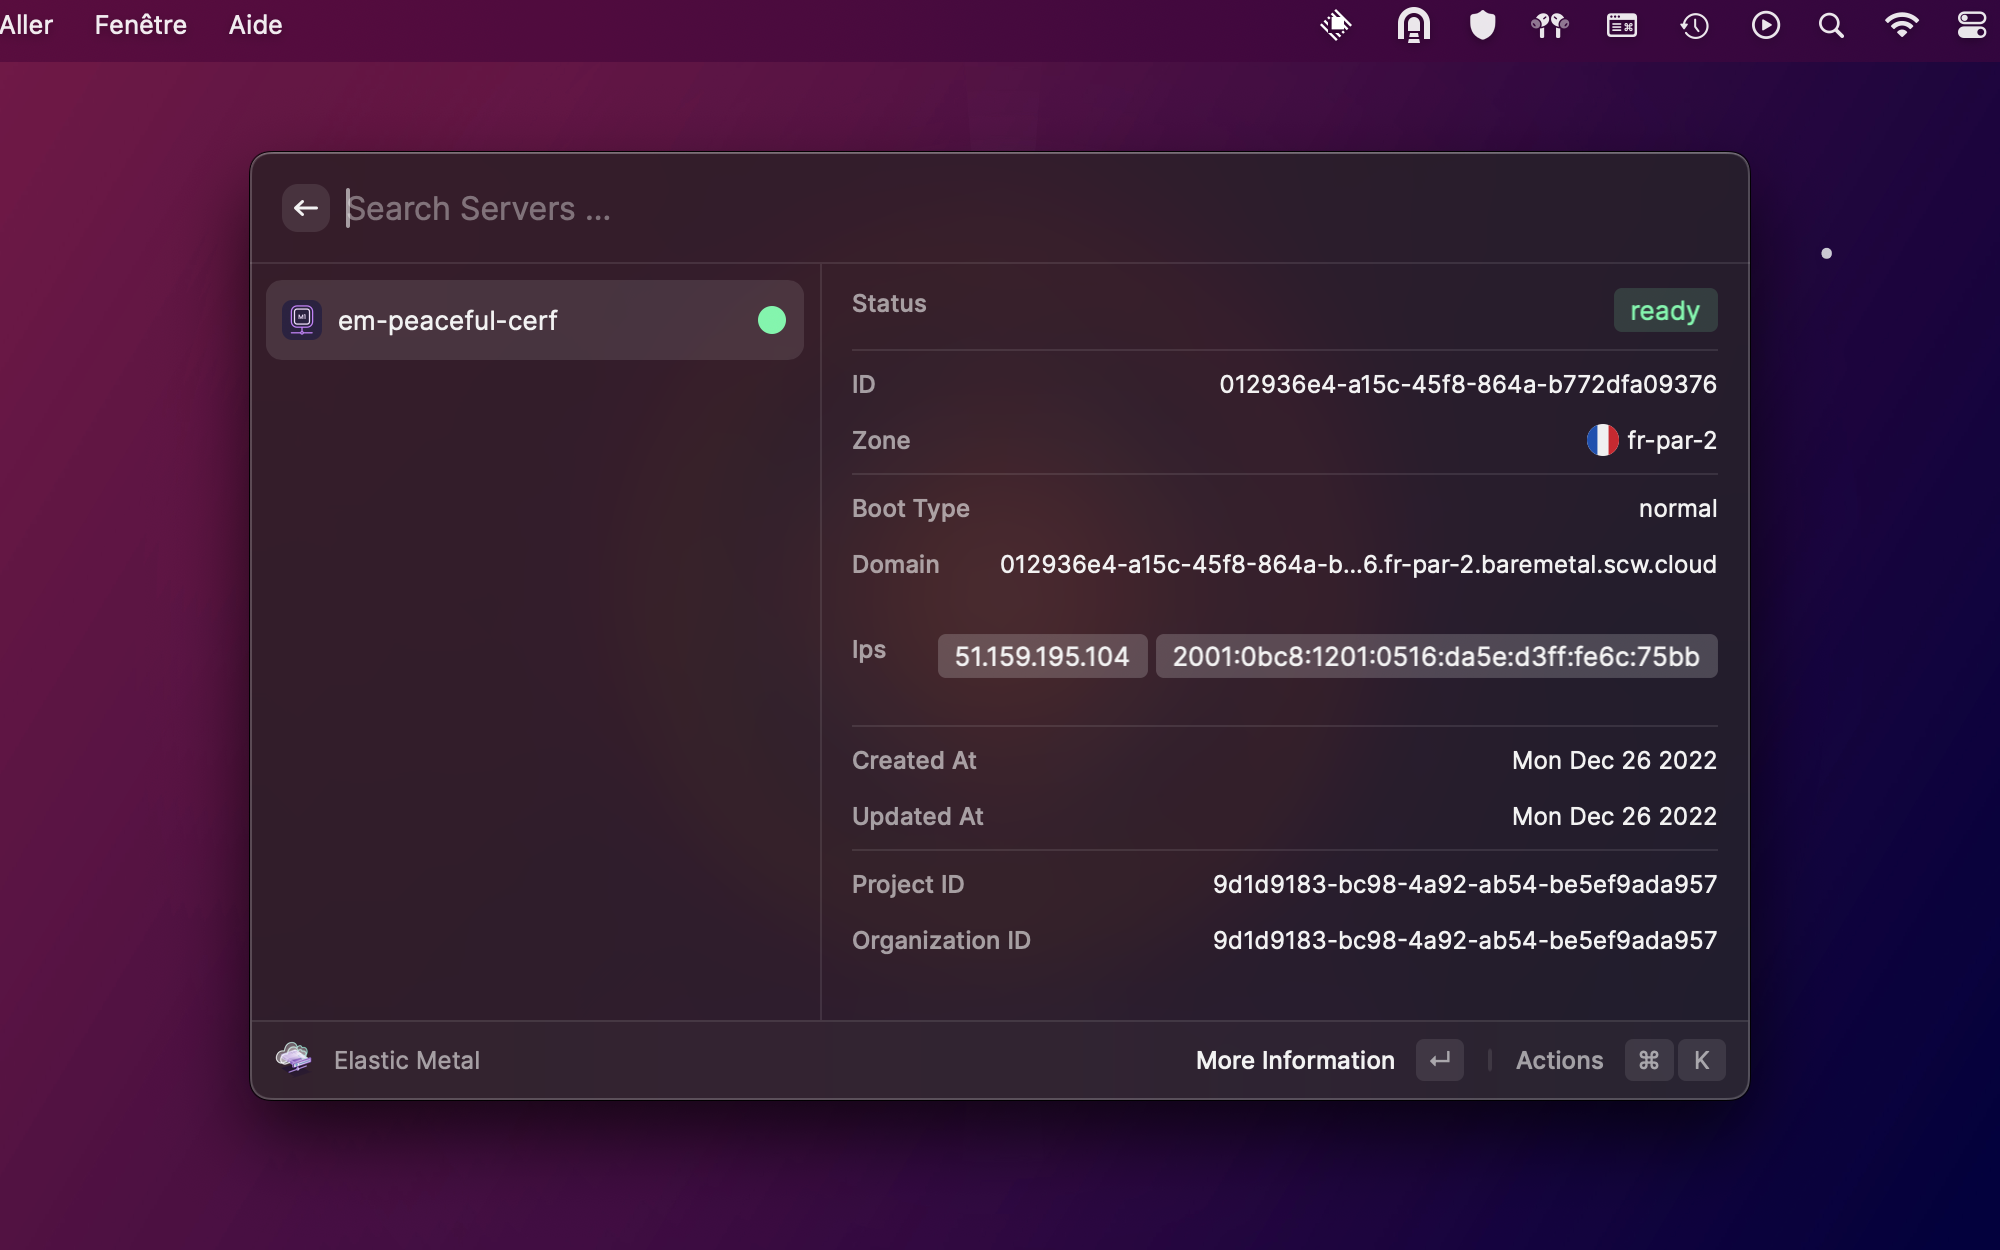 Aller Fenêtre Aide
Search Servers ...
em-peaceful-cerf
Status ready
ID 012936e4-a15c-45f8-864a-b772dfa09376
Zone fr-par-2
Boot Type normal
Domain 012936e4-a15c-45f8-864a-b...6.fr-par-2.baremetal.scw.cloud
Ips 51.159.195.104 2001:0bc8:1201:0516:da5e:d3ff:fe6c:75bb
Created At Mon Dec 26 2022
Updated At Mon Dec 26 2022
Project ID 9d1d9183-bc98-4a92-ab54-be5ef9ada957
Organization ID 9d1d9183-bc98-4a92-ab54-be5ef9ada957
Elastic Metal More Information ↵ Actions ⌘ K